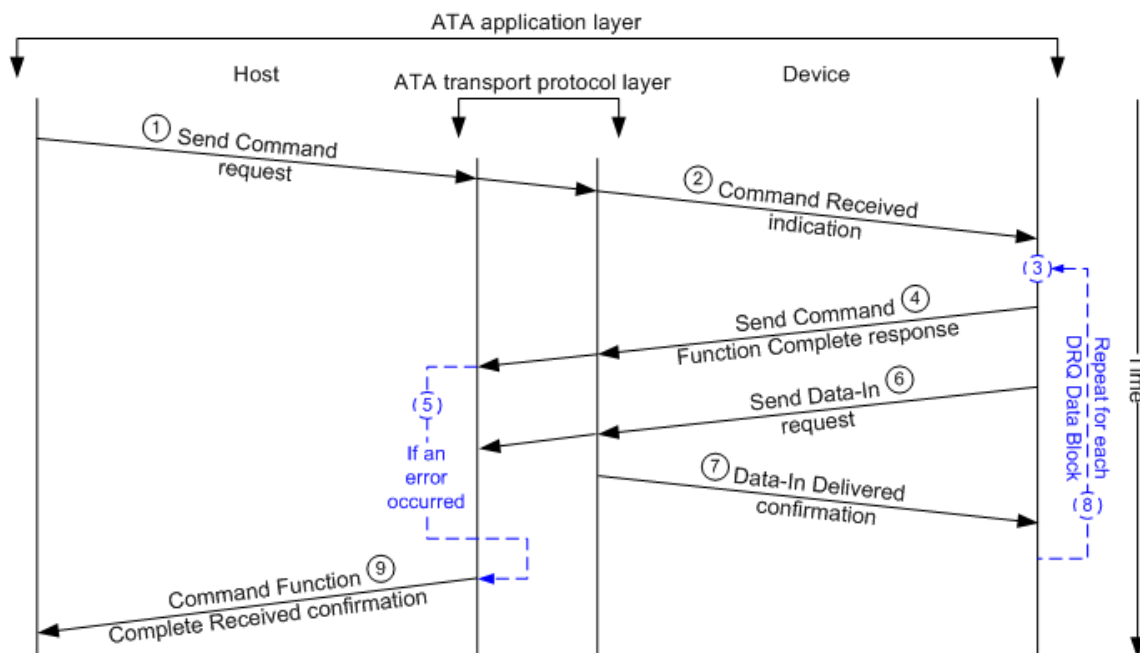 ATA application layer
Host
Device
ATA transport protocol layer
1 Send Command
request
2 Command Received
indication
3
Send Command 4
Function Complete response
Repeat for each
DRQ Data Block
Time
5
Send Data-In 6
request
If an
error
occurred
7 Data-In Delivered
confirmation
8
Command Function 9
Complete Received confirmation